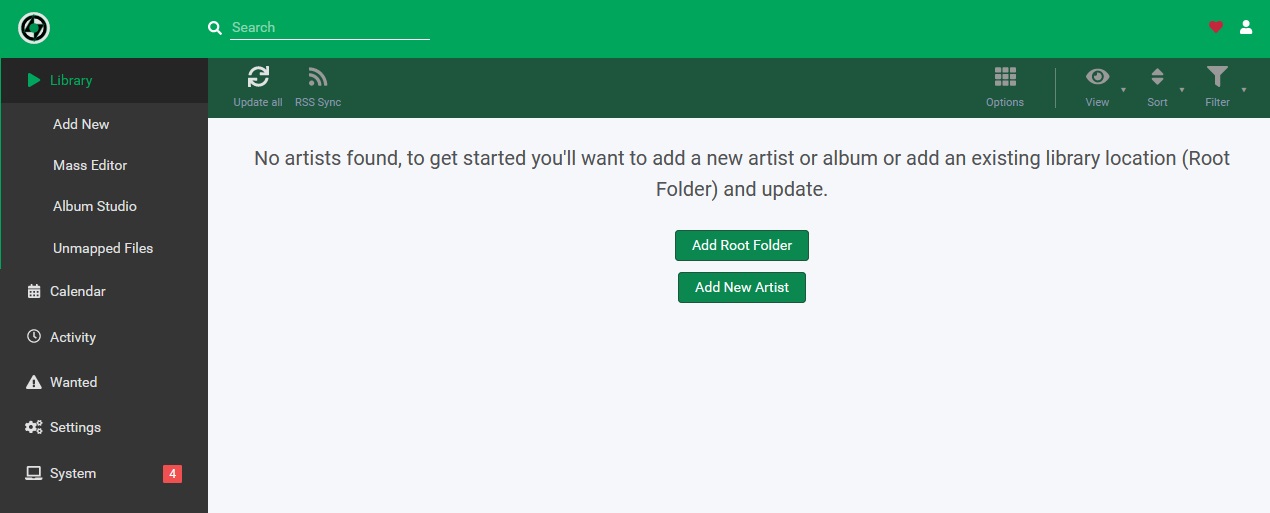 Search
Library
Add New
Mass Editor
Album Studio
Unmapped Files
Calendar
Activity
Wanted
Settings
System 4
Update all RSS Sync Options View Sort Filter
No artists found, to get started you'll want to add a new artist or album or add an existing library location (Root
Folder) and update.
Add Root Folder
Add New Artist